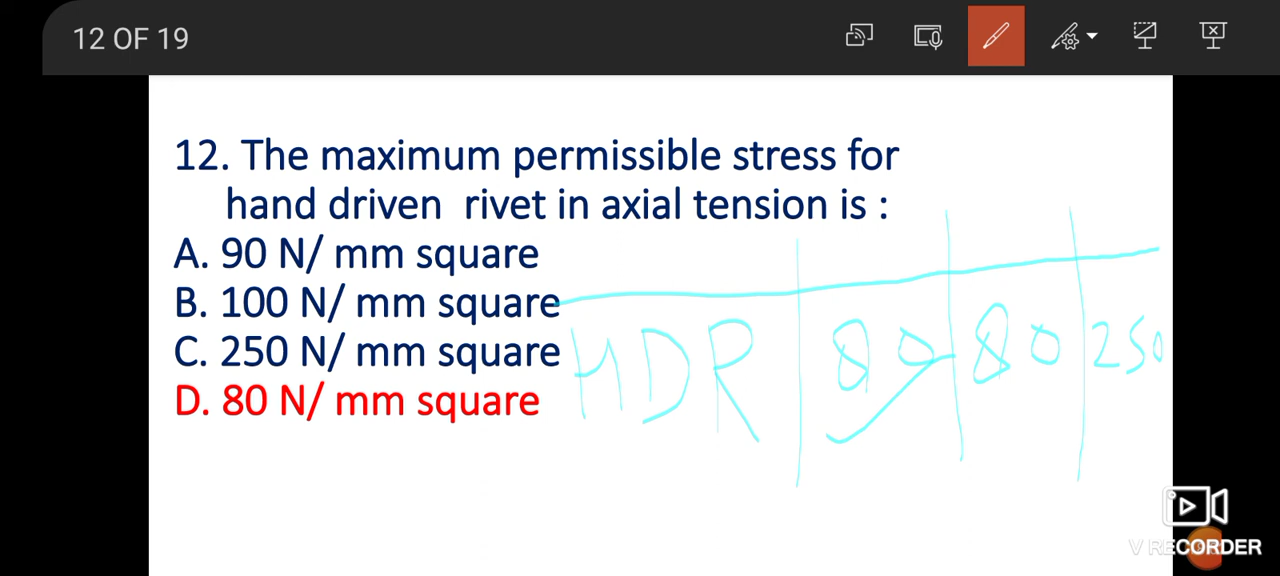 12 OF 19
12. The maximum permissible stress for
hand driven rivet in axial tension is :
A. 90 N/ mm square
B. 100 N/ mm square
C. 250 N/ mm square
D. 80 N/ mm square
HDR 80 80 250
V RECORDER